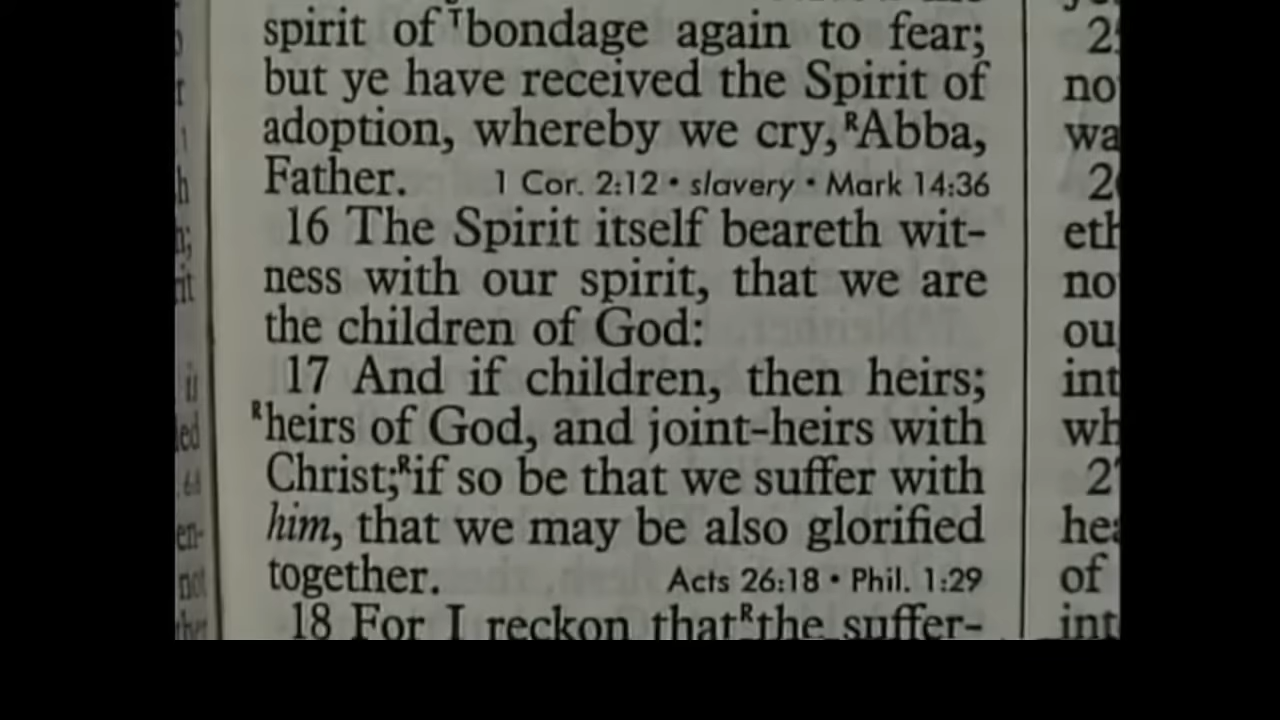 spirit of ᵀbondage again to fear;
but ye have received the Spirit of
adoption, whereby we cry, ᴿAbba,
Father. 1 Cor. 2:12 • slavery • Mark 14:36
16 The Spirit itself beareth wit-
ness with our spirit, that we are
the children of God:
17 And if children, then heirs;
ᴿheirs of God, and joint-heirs with
Christ;ᴿif so be that we suffer with
him, that we may be also glorified
together. Acts 26:18 • Phil. 1:29
18 For I reckon thatᴿthe suffer-